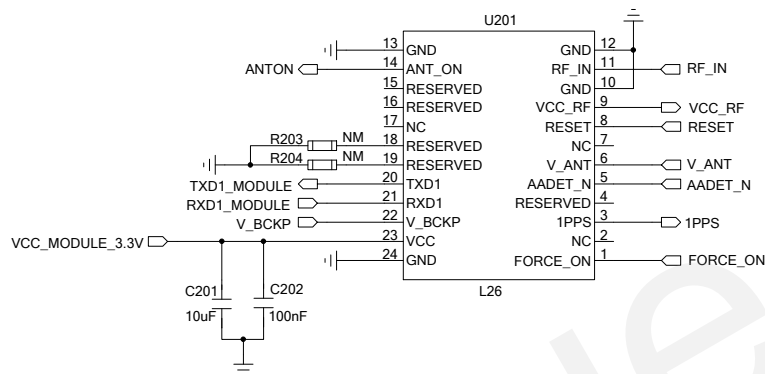 U201
13 GND GND 12
ANTON 14 ANT_ON RF_IN 11 RF_IN
15 RESERVED GND 10
16 RESERVED VCC_RF 9 VCC_RF
17 NC RESET 8 RESET
R203 NM 18 RESERVED NC 7
R204 NM 19 RESERVED V_ANT 6 V_ANT
TXD1_MODULE 20 TXD1 AADET_N 5 AADET_N
RXD1_MODULE 21 RXD1 RESERVED 4
V_BCKP 22 V_BCKP 1PPS 3 1PPS
VCC_MODULE_3.3V 23 VCC NC 2
24 GND FORCE_ON 1 FORCE_ON
L26
C201 C202
10uF 100nF